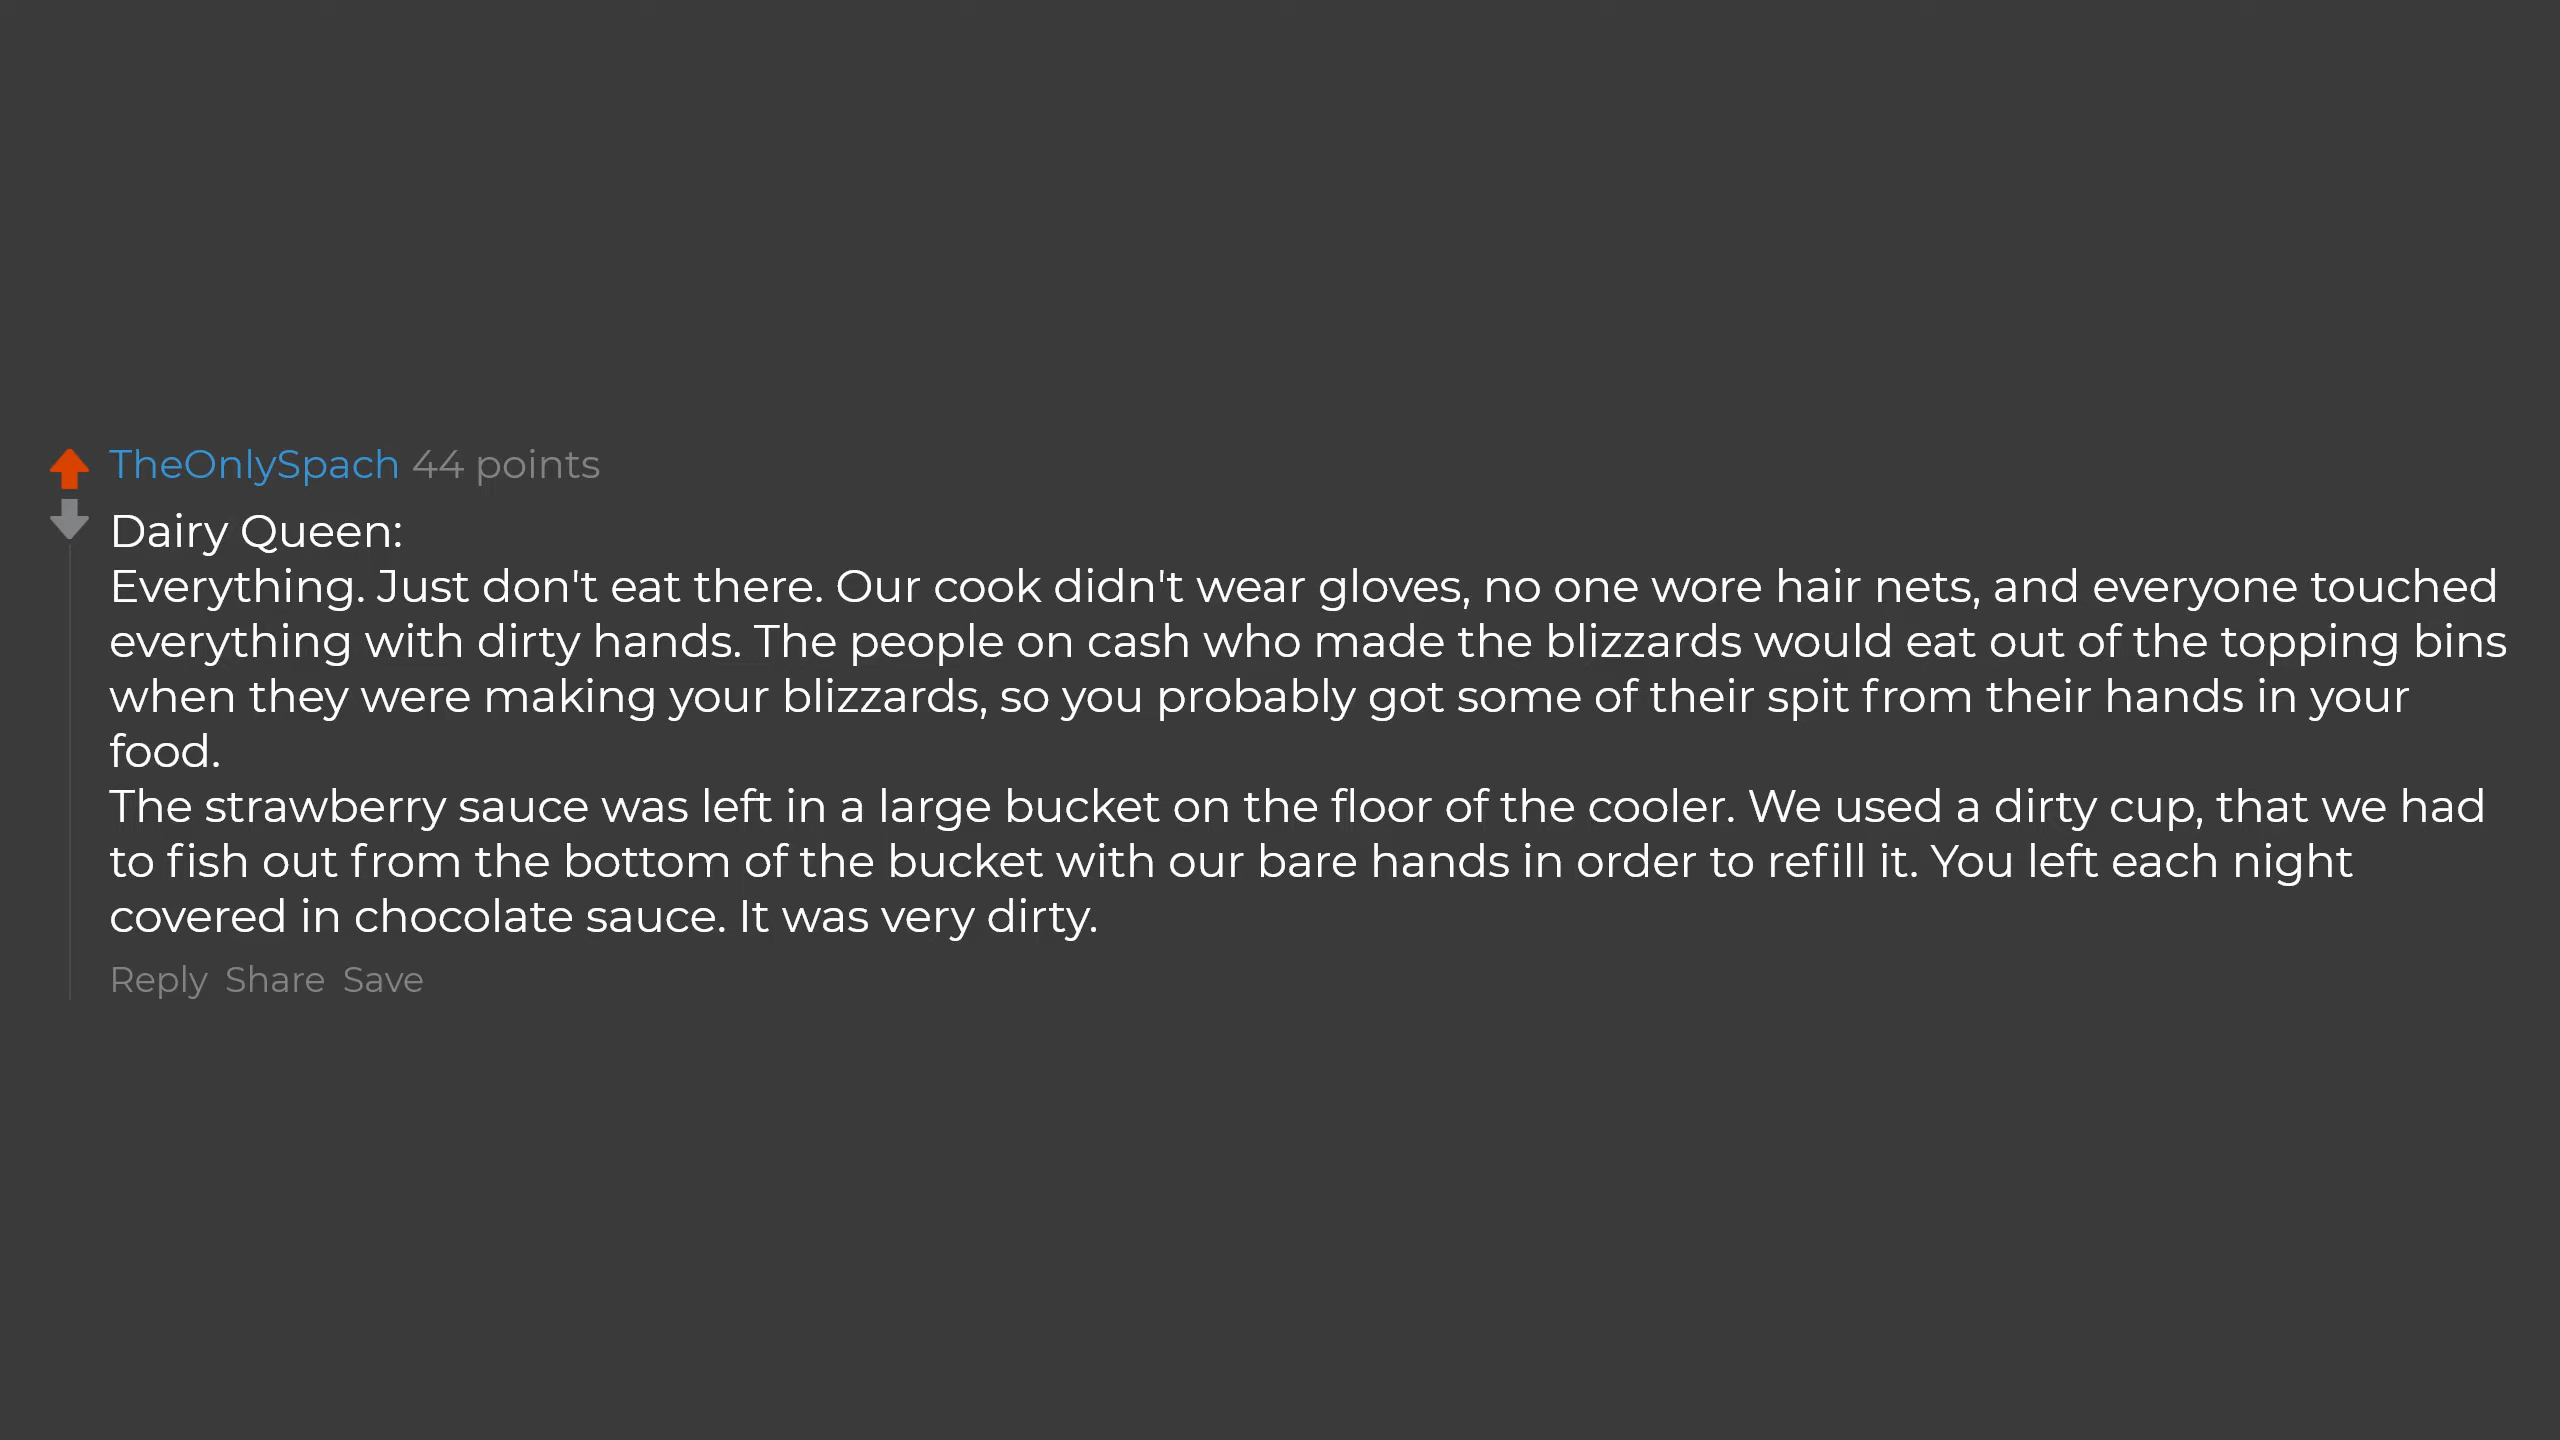 TheOnlySpach 44 points
Dairy Queen:
Everything. Just don't eat there. Our cook didn't wear gloves, no one wore hair nets, and everyone touched
everything with dirty hands. The people on cash who made the blizzards would eat out of the topping bins
when they were making your blizzards, so you probably got some of their spit from their hands in your
food.
The strawberry sauce was left in a large bucket on the floor of the cooler. We used a dirty cup, that we had
to fish out from the bottom of the bucket with our bare hands in order to refill it. You left each night
covered in chocolate sauce. It was very dirty.
Reply Share Save